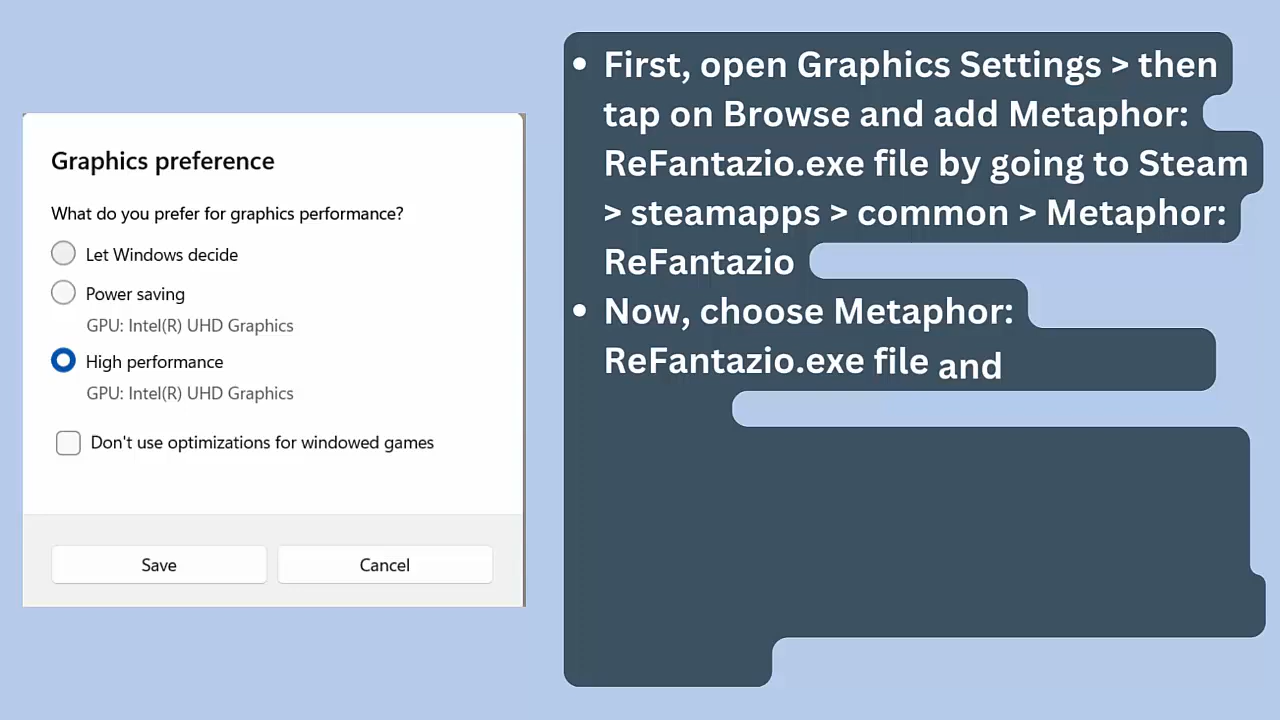 Graphics preference
What do you prefer for graphics performance?
Let Windows decide
Power saving
GPU: Intel(R) UHD Graphics
High performance
GPU: Intel(R) UHD Graphics
Don't use optimizations for windowed games
Save
Cancel
• First, open Graphics Settings > then
tap on Browse and add Metaphor:
ReFantazio.exe file by going to Steam
> steamapps > common > Metaphor:
ReFantazio
• Now, choose Metaphor:
ReFantazio.exe file and